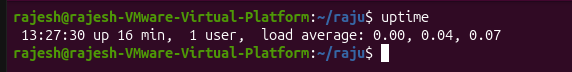 rajesh@rajesh-VMware-Virtual-Platform:~/raju$ uptime
 13:27:30 up 16 min,  1 user,  load average: 0.00, 0.04, 0.07
rajesh@rajesh-VMware-Virtual-Platform:~/raju$